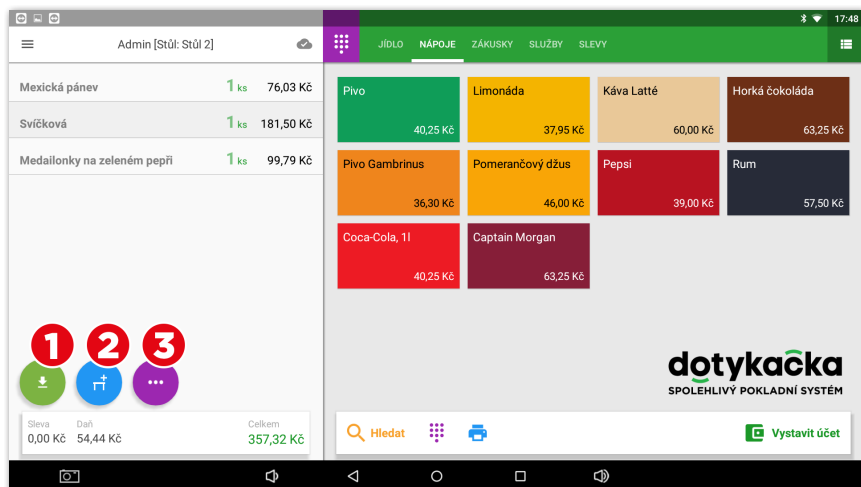 17:48
Admin [Stůl: Stůl 2]
JÍDLO NÁPOJE ZÁKUSKY SLUŽBY SLEVY
Mexická pánev 1 ks 76,03 Kč
Svíčková 1 ks 181,50 Kč
Medailonky na zeleném pepři 1 ks 99,79 Kč
1 2 3
Sleva Daň Celkem
0,00 Kč 54,44 Kč 357,32 Kč
Pivo
40,25 Kč
Limonáda
37,95 Kč
Káva Latté
60,00 Kč
Horká čokoláda
63,25 Kč
Pivo Gambrinus
36,30 Kč
Pomerančový džus
46,00 Kč
Pepsi
39,00 Kč
Rum
57,50 Kč
Coca-Cola, 1l
40,25 Kč
Captain Morgan
63,25 Kč
dotykačka
SPOLEHLIVÝ POKLADNÍ SYSTÉM
Hledat
Vystavit účet